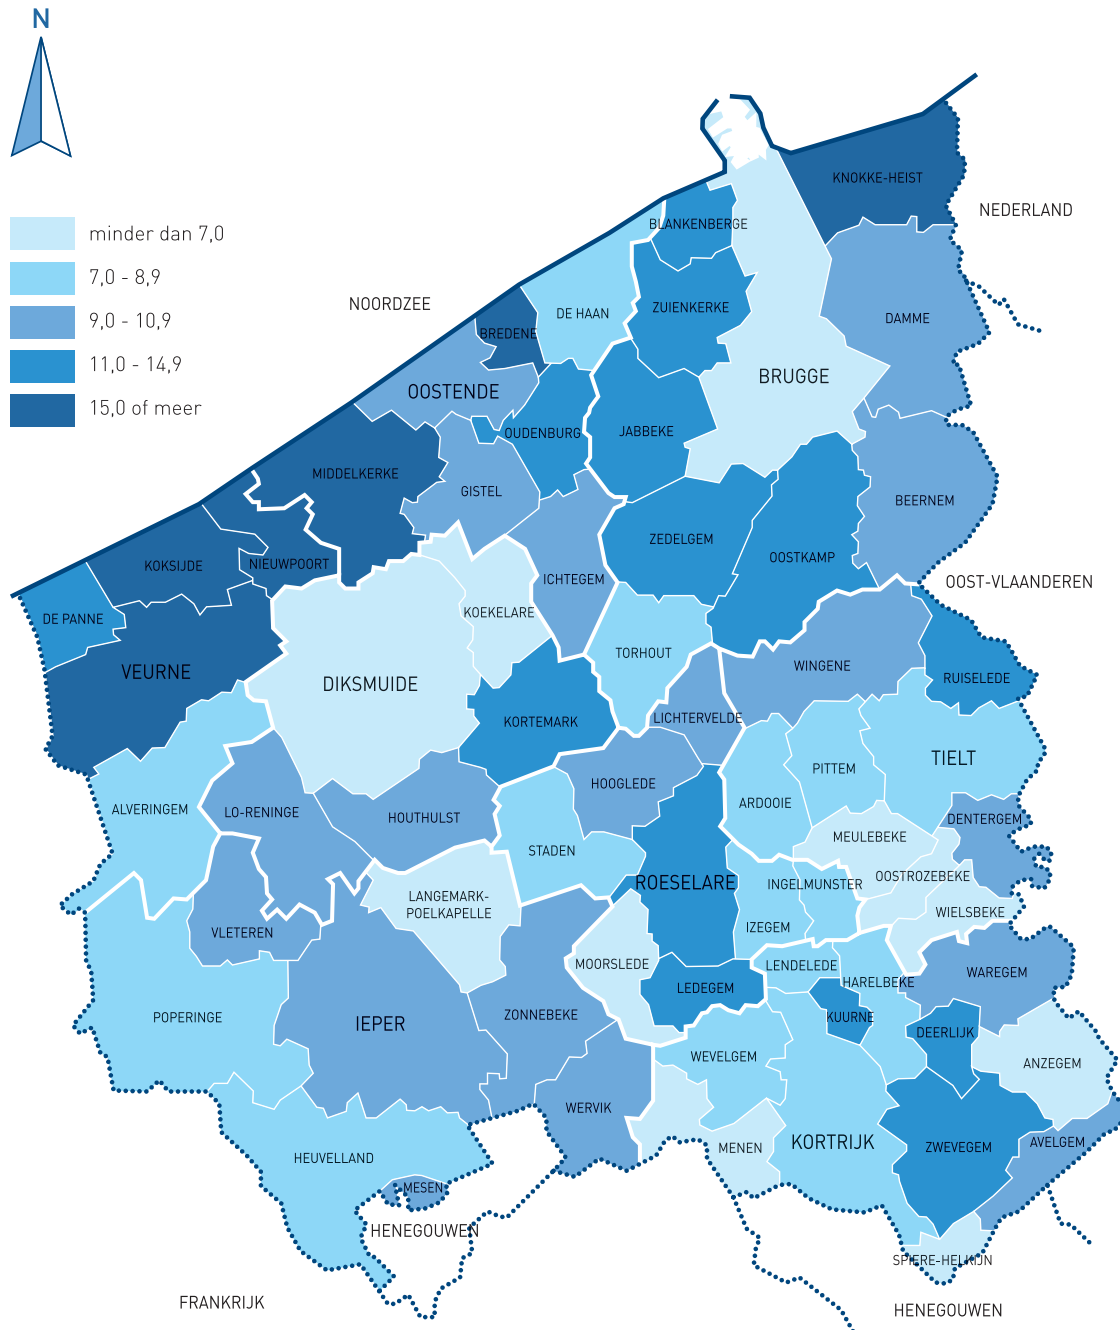 N
minder dan 7,0
7,0 - 8,9
9,0 - 10,9
11,0 - 14,9
15,0 of meer
KNOKKE-HEIST
NEDERLAND
BLANKENBERGE
NOORDZEE
DE HAAN
ZUIENKERKE
DAMME
BREDENE
BRUGGE
OOSTENDE
OUDENBURG
JABBEKE
MIDDELKERKE
GISTEL
BEERNEM
ZEDELGEM
OOSTKAMP
KOKSIJDE
NIEUWPOORT
ICHTEGEM
OOST-VLAANDEREN
DE PANNE
KOEKELARE
TORHOUT
WINGENE
VEURNE
DIKSMUIDE
RUISELEDE
KORTEMARK
LICHTERVELDE
TIELT
PITTEM
HOOGLEDE
ARDOOIE
ALVERINGEM
LO-RENINGE
HOUTHULST
DENTERGEM
MEULEBEKE
STADEN
OOSTROZEBEKE
ROESELARE
INGELMUNSTER
LANGEMARK-
POELKAPELLE
WIELSBEKE
VLETEREN
IZEGEM
MOORSLEDE
LENDELEDE
WAREGEM
HARELBEKE
LEDEGEM
POPERINGE
IEPER
ZONNEBEKE
KUURNE
DEERLIJK
WEVELGEM
ANZEGEM
WERVIK
KORTRIJK
AVELGEM
MENEN
ZWEVEGEM
HEUVELLAND
MESEN
HENEGOUWEN
SPIERE-HELKIJN
FRANKRIJK
HENEGOUWEN